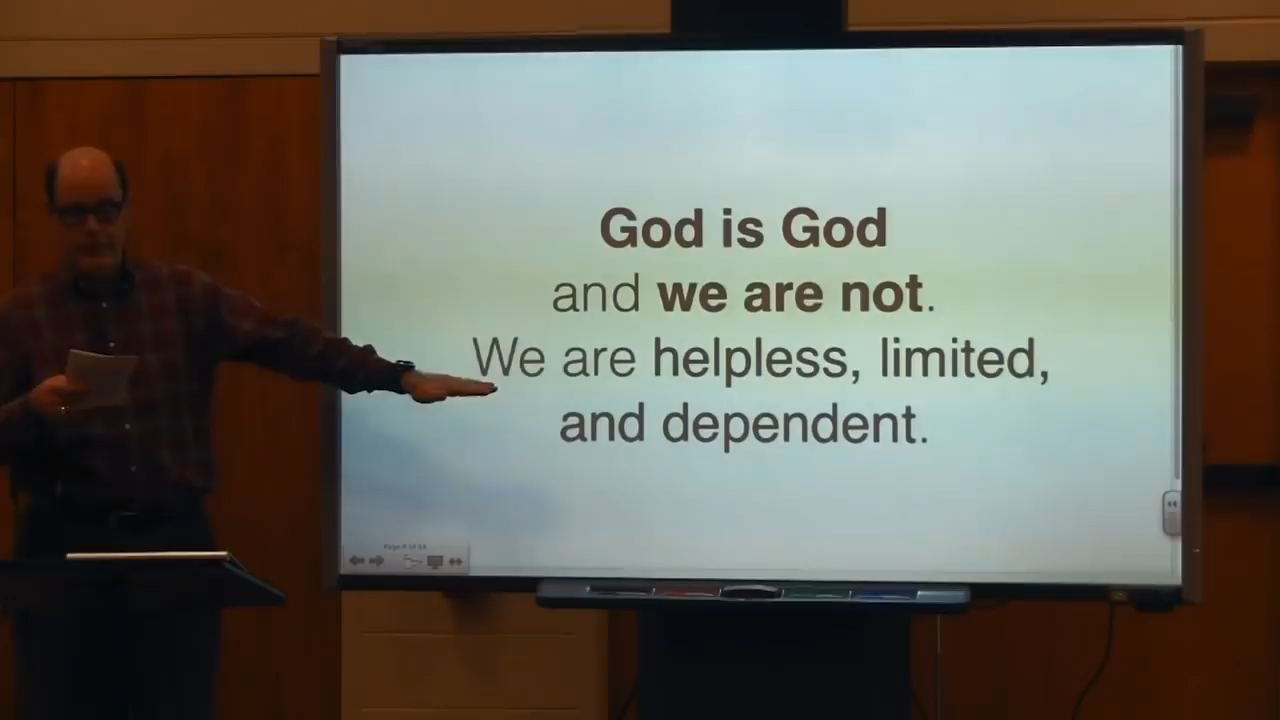 God is God
and we are not.
We are helpless, limited,
and dependent.